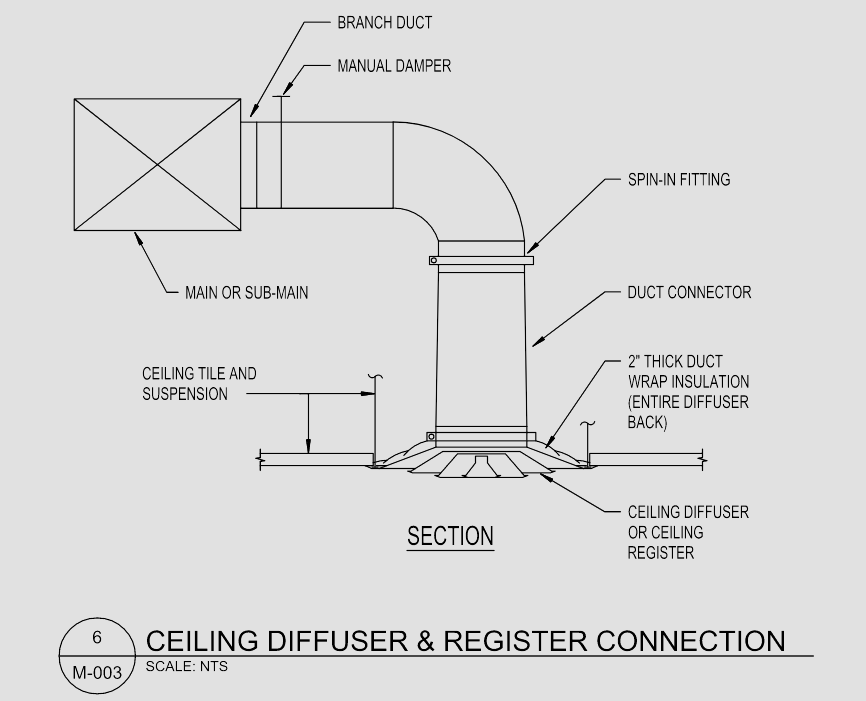 BRANCH DUCT
MANUAL DAMPER
SPIN-IN FITTING
MAIN OR SUB-MAIN
DUCT CONNECTOR
CEILING TILE AND
SUSPENSION
2" THICK DUCT
WRAP INSULATION
(ENTIRE DIFFUSER
BACK)
CEILING DIFFUSER
OR CEILING
REGISTER
SECTION
6
M-003
CEILING DIFFUSER & REGISTER CONNECTION
SCALE: NTS